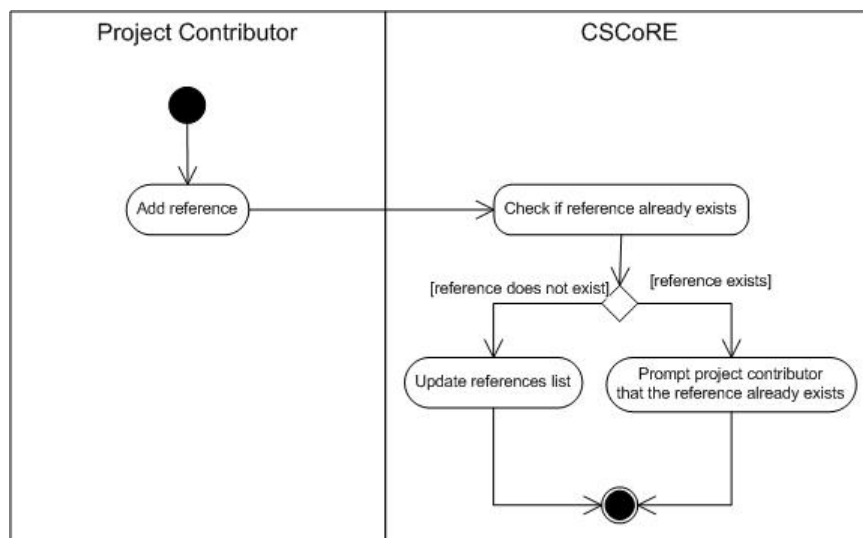 Project Contributor
CSCoRE
Add reference
Check if reference already exists
[reference does not exist]
[reference exists]
Update references list
Prompt project contributor
that the reference already exists